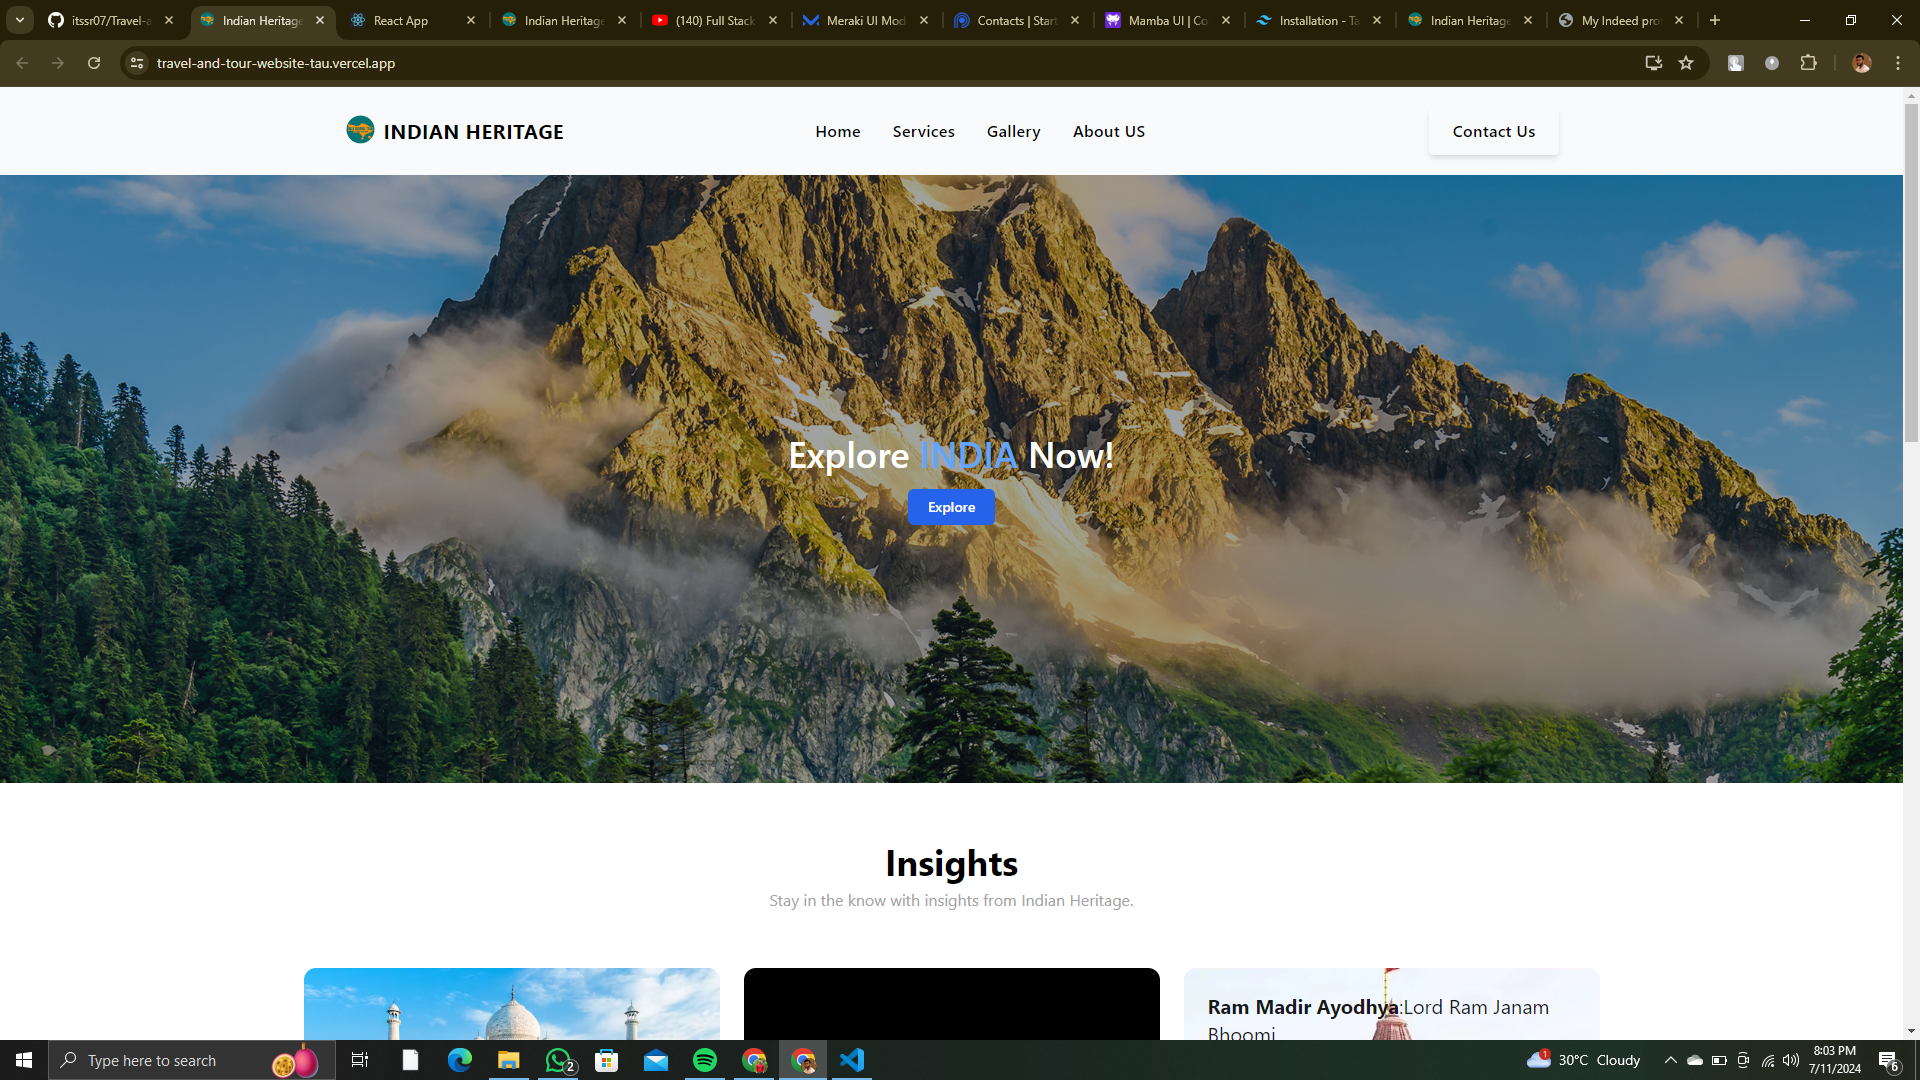 itssr07/Travel-a
Indian Heritage
React App
Indian Heritage
(140) Full Stack
Meraki UI Mod
Contacts | Start
Mamba UI | Co
Installation - Ta
Indian Heritage
My Indeed prof
travel-and-tour-website-tau.vercel.app
INDIAN HERITAGE
Home
Services
Gallery
About US
Contact Us
Explore INDIA Now!
Explore
Insights
Stay in the know with insights from Indian Heritage.
Ram Madir Ayodhya:Lord Ram Janam
Bhoomi
Type here to search
2
1
30°C Cloudy
8:03 PM
7/11/2024
6